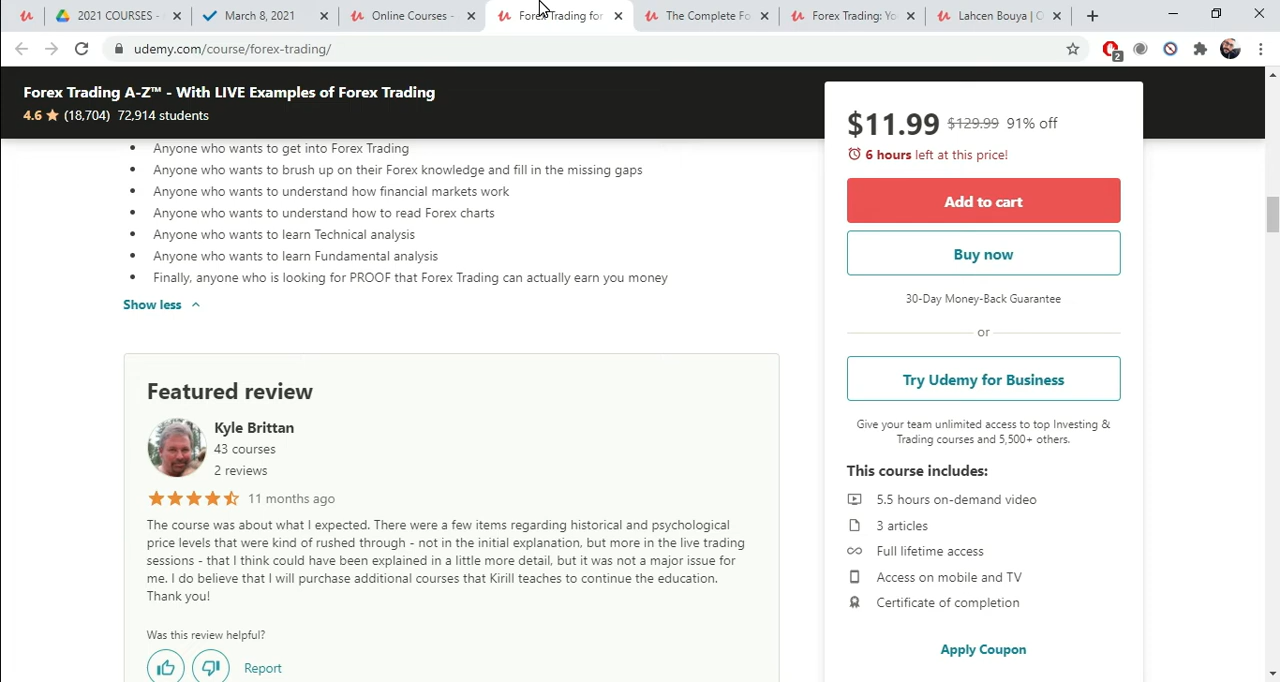 2021 COURSES -
March 8, 2021
Online Courses -
Forex Trading for
The Complete Fo
Forex Trading: Yo
Lahcen Bouya | O
udemy.com/course/forex-trading/
2
Forex Trading A-Z™ - With LIVE Examples of Forex Trading
4.6 ★ (18,704) 72,914 students
Anyone who wants to get into Forex Trading
Anyone who wants to brush up on their Forex knowledge and fill in the missing gaps
Anyone who wants to understand how financial markets work
Anyone who wants to understand how to read Forex charts
Anyone who wants to learn Technical analysis
Anyone who wants to learn Fundamental analysis
Finally, anyone who is looking for PROOF that Forex Trading can actually earn you money
Show less
Featured review
Kyle Brittan
43 courses
2 reviews
11 months ago
The course was about what I expected. There were a few items regarding historical and psychological
price levels that were kind of rushed through - not in the initial explanation, but more in the live trading
sessions - that I think could have been explained in a little more detail, but it was not a major issue for
me. I do believe that I will purchase additional courses that Kirill teaches to continue the education.
Thank you!
Was this review helpful?
Report
$11.99 $129.99 91% off
6 hours left at this price!
Add to cart
Buy now
30-Day Money-Back Guarantee
or
Try Udemy for Business
Give your team unlimited access to top Investing &
Trading courses and 5,500+ others.
This course includes:
5.5 hours on-demand video
3 articles
Full lifetime access
Access on mobile and TV
Certificate of completion
Apply Coupon